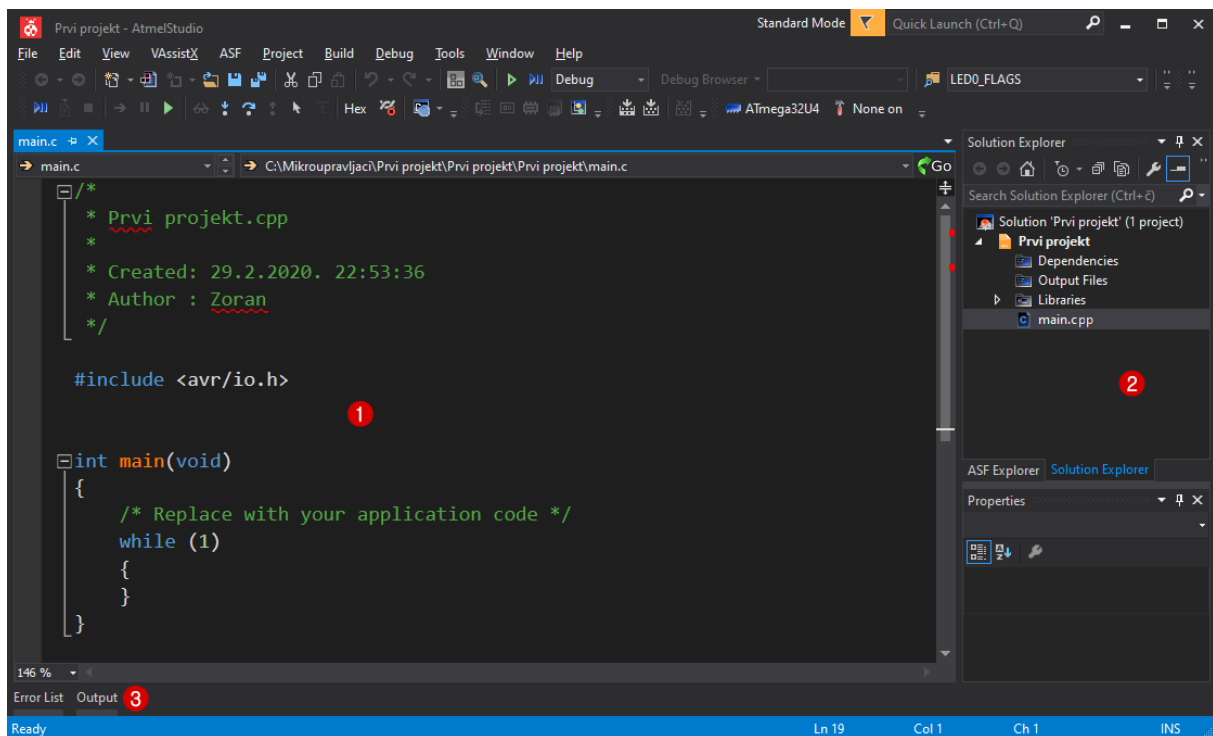 Prvi projekt - AtmelStudio
Standard Mode
Quick Launch (Ctrl+Q)
File Edit View VAssistX ASF Project Build Debug Tools Window Help
Debug
Debug Browser
LED0_FLAGS
Hex
ATmega32U4
None on
main.c
main.c
C:\Mikroupravljaci\Prvi projekt\Prvi projekt\Prvi projekt\main.c
Go
/*
* Prvi projekt.cpp
*
* Created: 29.2.2020. 22:53:36
* Author : Zoran
*/
#include <avr/io.h>
1
int main(void)
{
/* Replace with your application code */
while (1)
{
}
}
146 %
Error List Output 3
Solution Explorer
Search Solution Explorer (Ctrl+č)
Solution 'Prvi projekt' (1 project)
Prvi projekt
Dependencies
Output Files
Libraries
main.cpp
2
ASF Explorer Solution Explorer
Properties
Ready
Ln 19
Col 1
Ch 1
INS